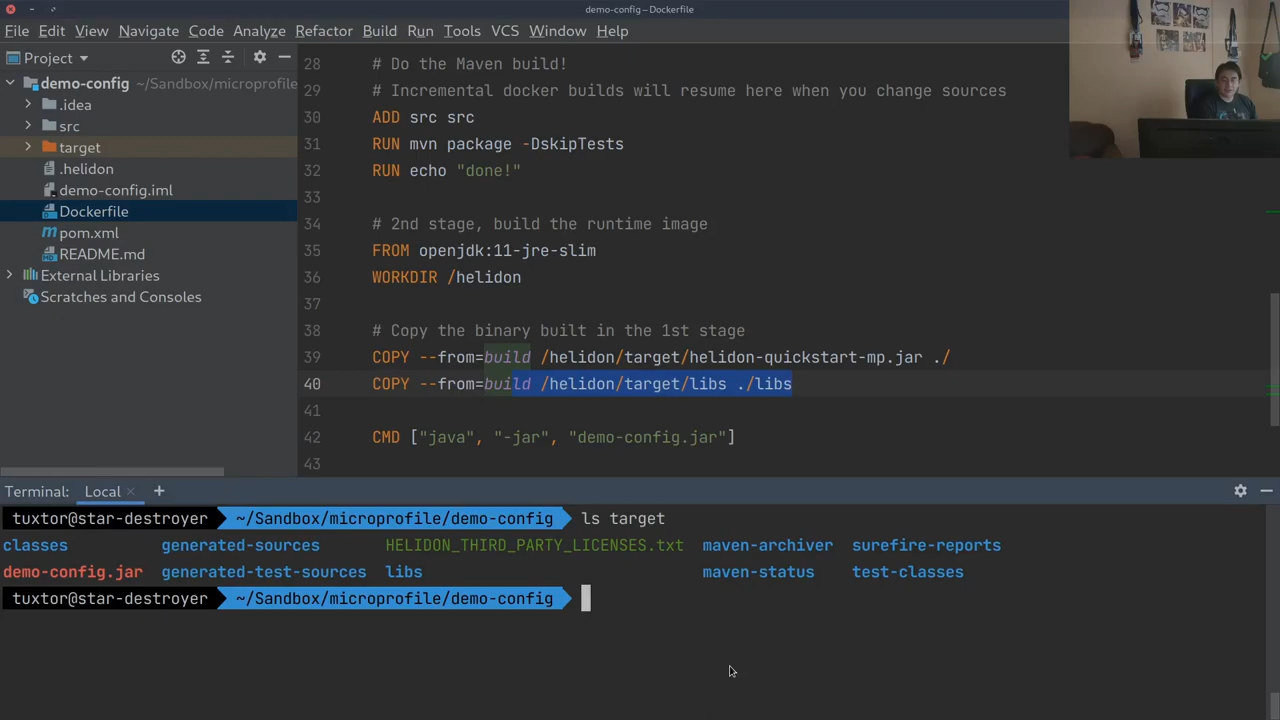 demo-config – Dockerfile
File Edit View Navigate Code Analyze Refactor Build Run Tools VCS Window Help
Project
demo-config ~/Sandbox/microprofile
.idea
src
target
.helidon
demo-config.iml
Dockerfile
pom.xml
README.md
External Libraries
Scratches and Consoles
28 # Do the Maven build!
29 # Incremental docker builds will resume here when you change sources
30 ADD src src
31 RUN mvn package -DskipTests
32 RUN echo "done!"
33
34 # 2nd stage, build the runtime image
35 FROM openjdk:11-jre-slim
36 WORKDIR /helidon
37
38 # Copy the binary built in the 1st stage
39 COPY --from=build /helidon/target/helidon-quickstart-mp.jar ./
40 COPY --from=build /helidon/target/libs ./libs
41
42 CMD ["java", "-jar", "demo-config.jar"]
43
Terminal: Local
tuxtor@star-destroyer ~/Sandbox/microprofile/demo-config ls target
classes generated-sources HELIDON_THIRD_PARTY_LICENSES.txt maven-archiver surefire-reports
demo-config.jar generated-test-sources libs maven-status test-classes
tuxtor@star-destroyer ~/Sandbox/microprofile/demo-config